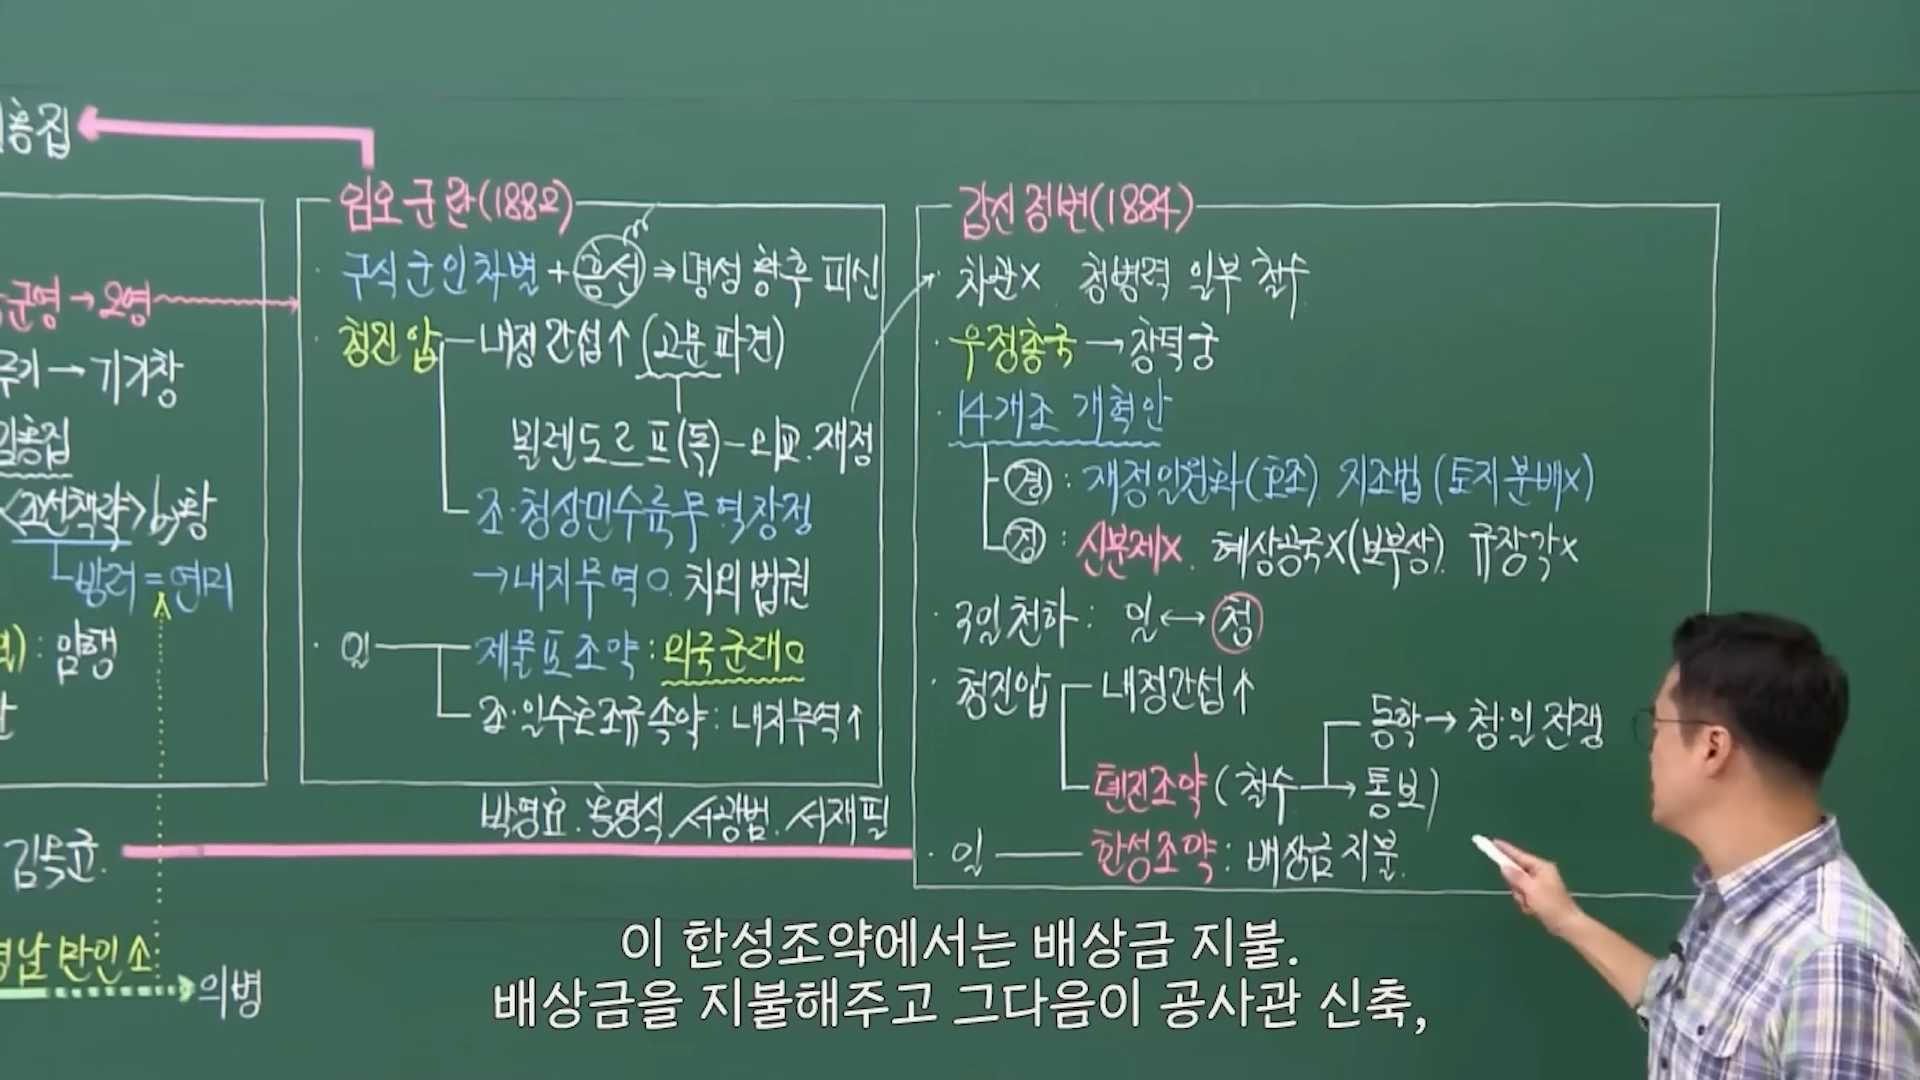 홍집
군영→오영
→기기창
김홍집
<조선책략>by황
방러=연미
: 암행
김옥균.
만인소
의병
임오군란(1882)
· 구식군인차별+흥선⇒명성황후 피신
· 청진압 내정간섭↑(고문파견)
묄렌도르프(독)-외교.재정
조·청상민수륙무역장정
→내지무역○. 치외법권
· 일 제물포조약:외국군대○
조·일수호조규속약: 내지무역↑
박영효.홍영식.서광범.서재필
갑신정변(1884)
· 차관× 청병력 일부 철수
· 우정총국→창덕궁
· 14개조 개혁안
경: 재정일원화(호조) 지조법(토지분배×)
정: 신분제×. 혜상공국×(보부상). 규장각×
· 3일천하: 일↔청
· 청진압 내정간섭↑
동학→청·일전쟁
톈진조약(철수→통보)
· 일 한성조약: 배상금 지불.
이 한성조약에서는 배상금 지불.
배상금을 지불해주고 그다음이 공사관 신축,